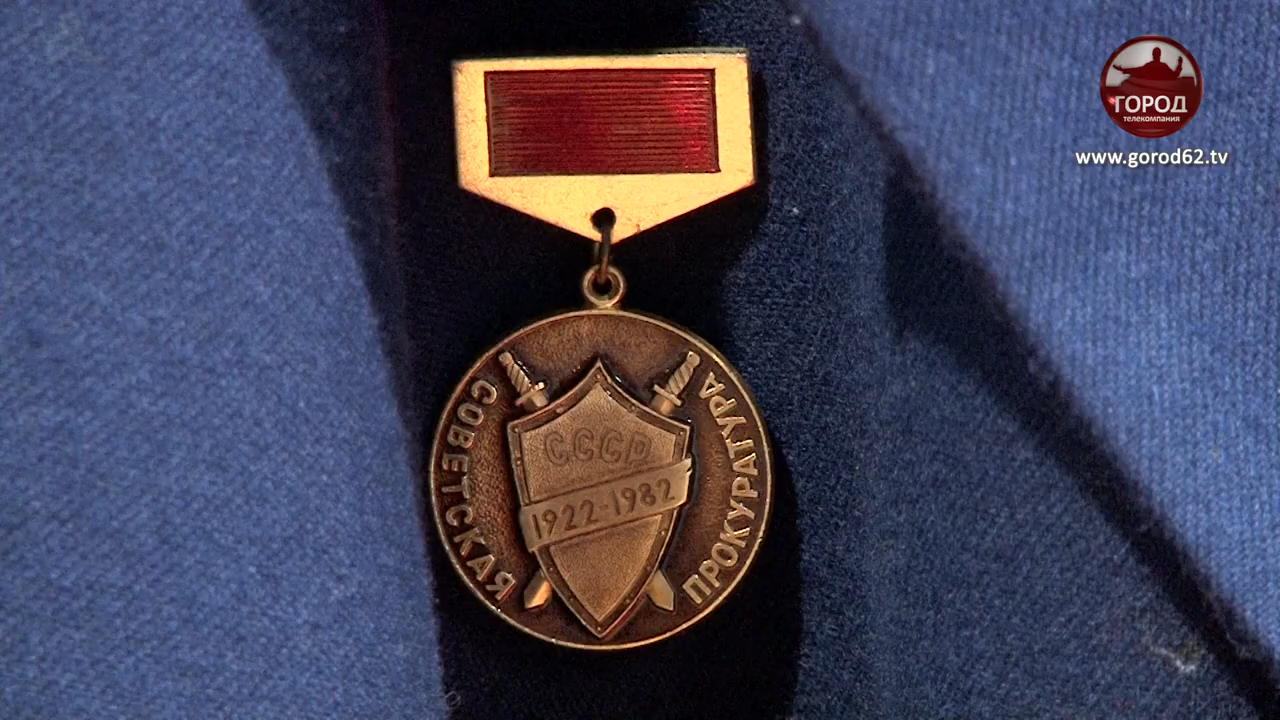 ГОРОД
телекомпания
www.gorod62.tv
СОВЕТСКАЯ
ПРОКУРАТУРА
СССР
1922-1982